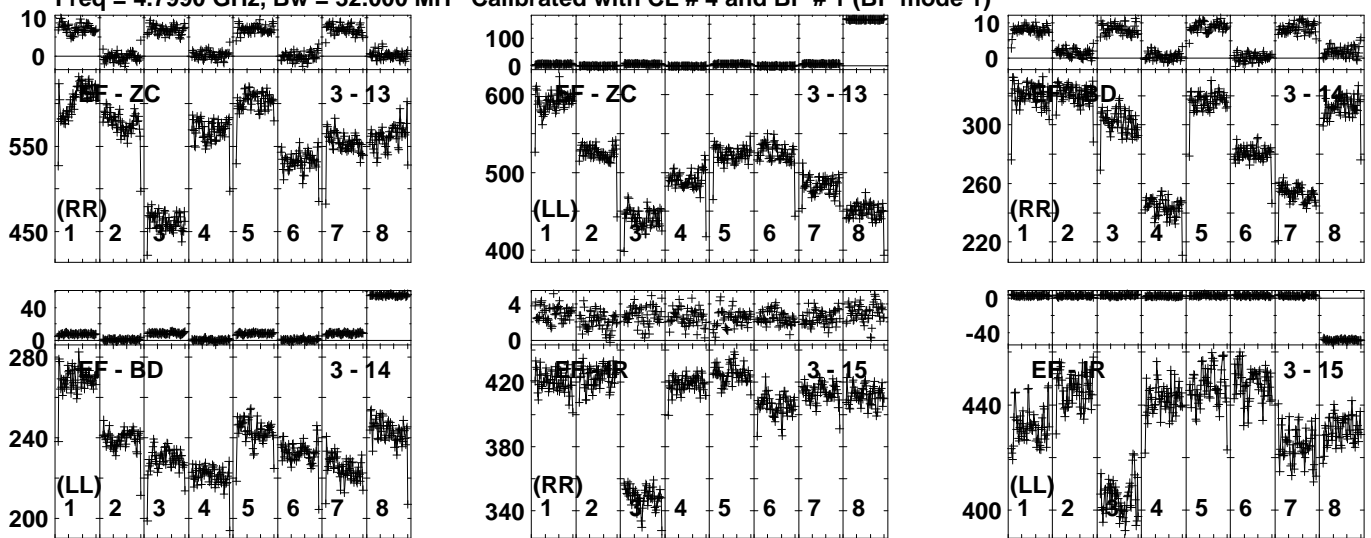 Freq = 4.7990 GHz, Bw = 32.000 MH Calibrated with CL # 4 and BP # 1 (BP mode 1)
10
0
EF - ZC 3 - 13
550
450
(RR)
1 2 3 4 5 6 7 8
100
0
EF - ZC 3 - 13
600
500
400
(LL)
1 2 3 4 5 6 7 8
10
0
EF - BD 3 - 14
300
260
220
(RR)
1 2 3 4 5 6 7 8
40
0
EF - BD 3 - 14
280
240
200
(LL)
1 2 3 4 5 6 7 8
4
0
EF - IR 3 - 15
420
380
340
(RR)
1 2 3 4 5 6 7 8
0
-40
EF - IR 3 - 15
440
400
(LL)
1 2 3 4 5 6 7 8